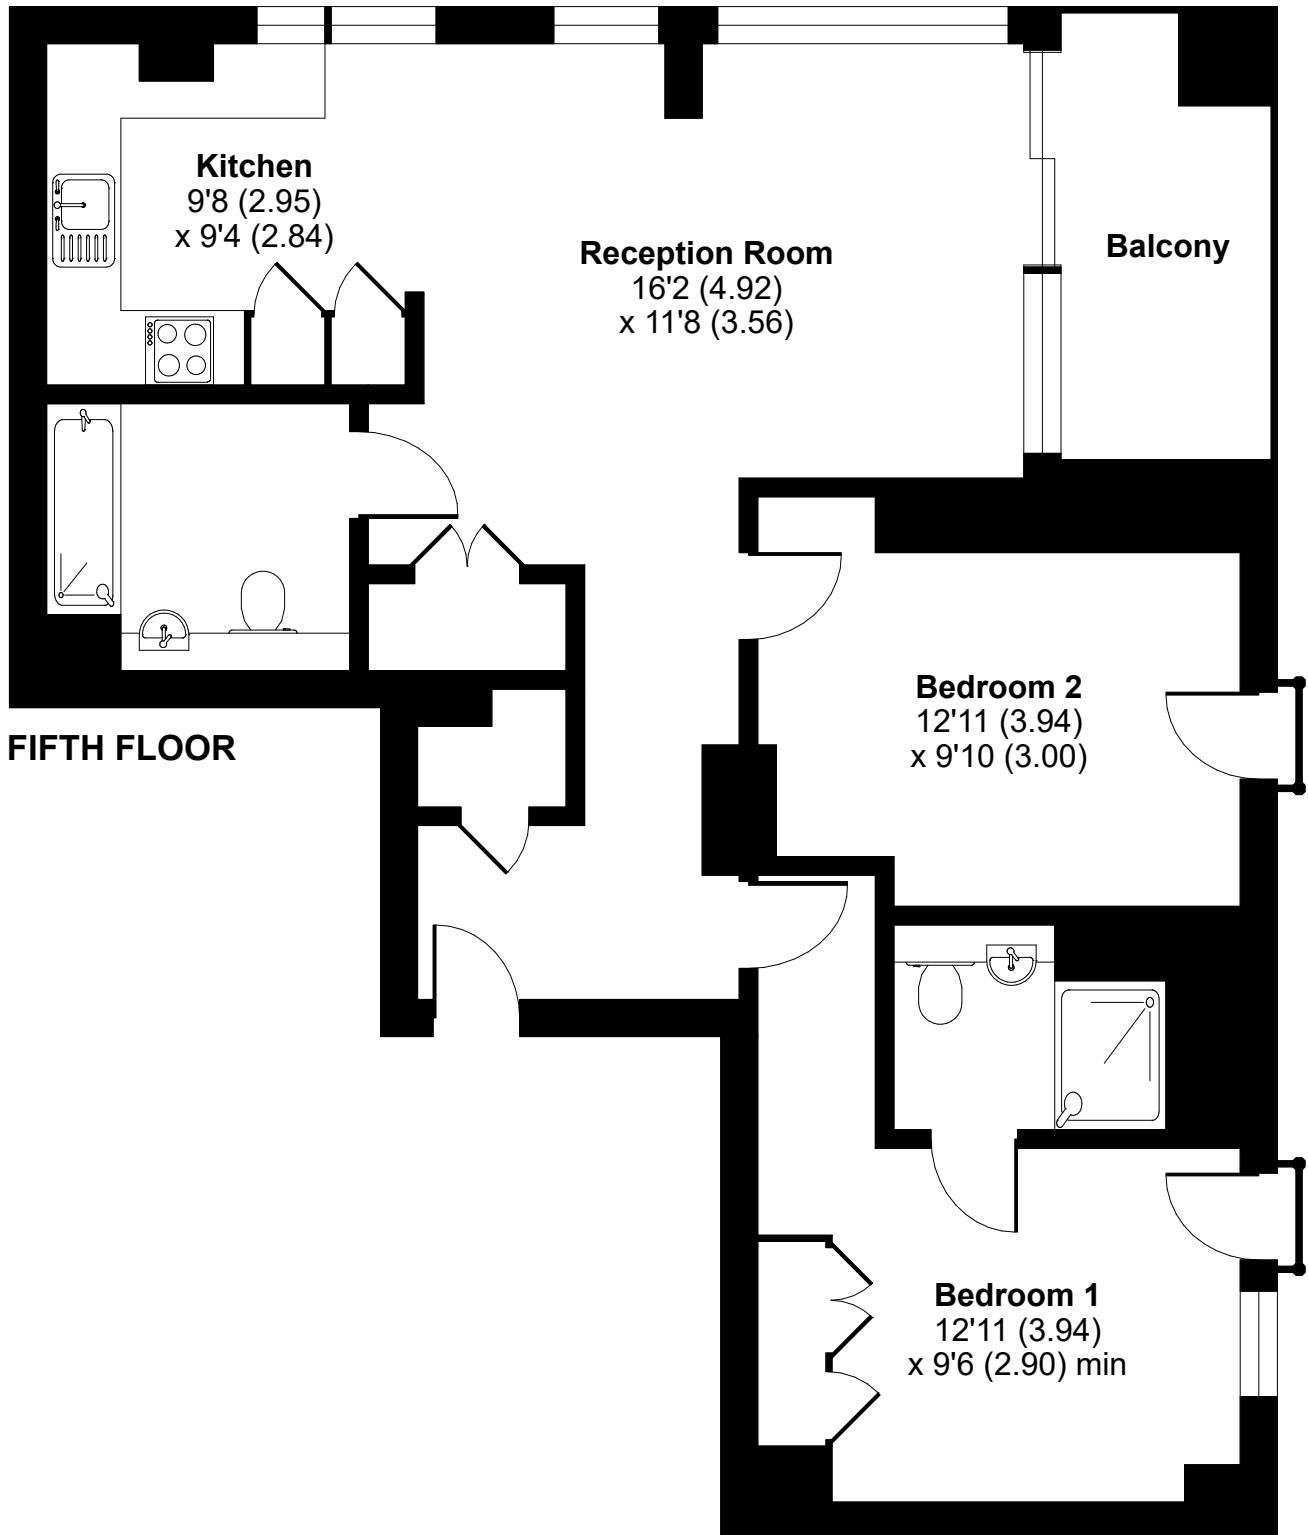 Kitchen
9'8 (2.95)
x 9'4 (2.84)
Reception Room
16'2 (4.92)
x 11'8 (3.56)
Balcony
Bedroom 2
12'11 (3.94)
x 9'10 (3.00)
FIFTH FLOOR
Bedroom 1
12'11 (3.94)
x 9'6 (2.90) min